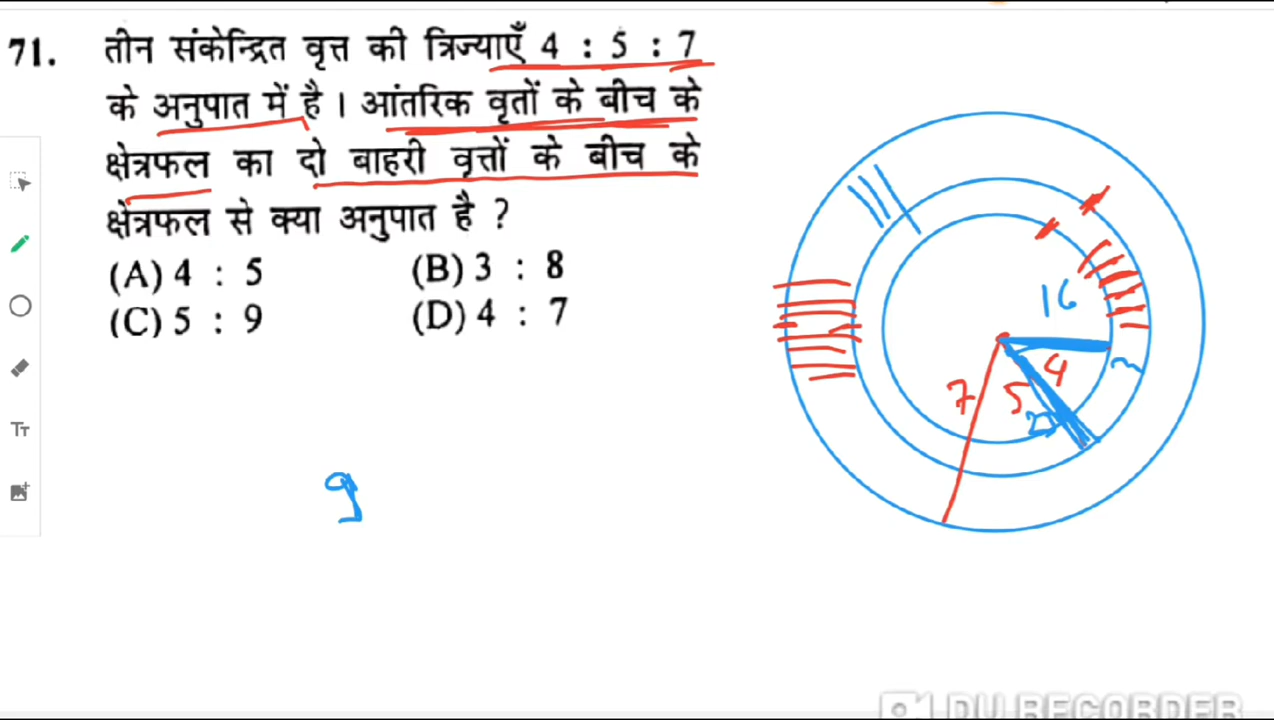 71. तीन संकेन्द्रित वृत्त की त्रिज्याएँ 4 : 5 : 7
के अनुपात में है। आंतरिक वृतों के बीच के
क्षेत्रफल का दो बाहरी वृत्तों के बीच के
क्षेत्रफल से क्या अनुपात है ?
(A) 4 : 5 (B) 3 : 8
(C) 5 : 9 (D) 4 : 7
16
7 5 4
9
TT
DU RECORDER